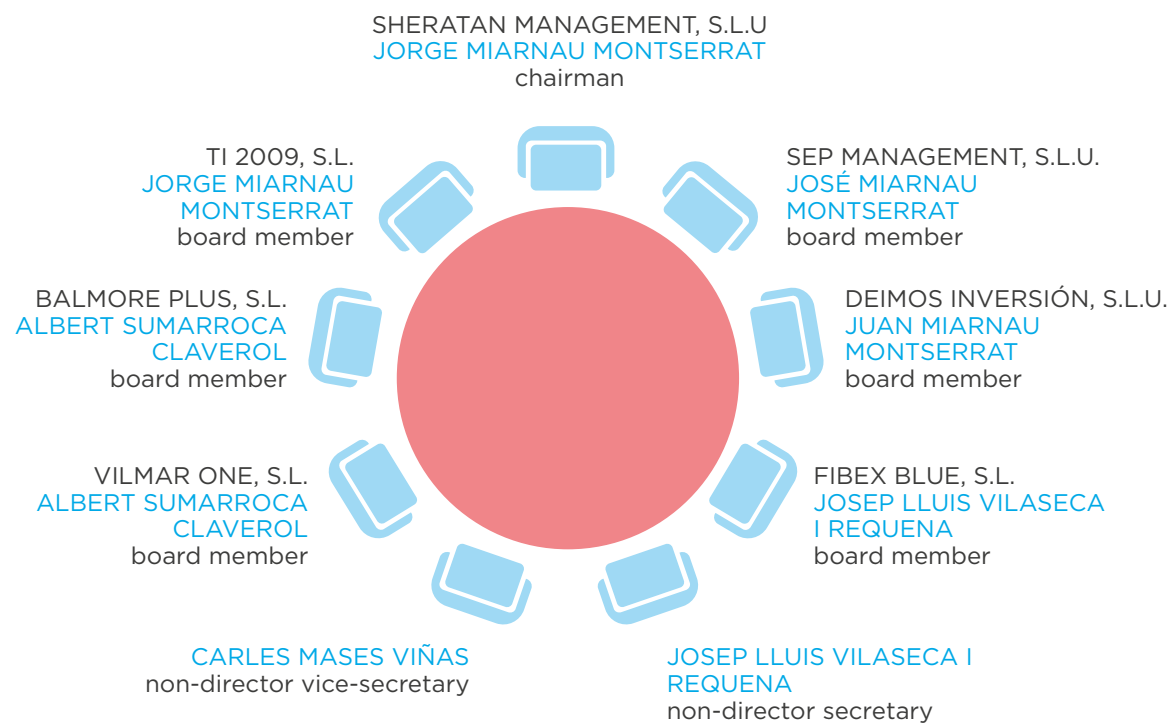 SHERATAN MANAGEMENT, S.L.U
JORGE MIARNAU MONTSERRAT
chairman
TI 2009, S.L.
JORGE MIARNAU
MONTSERRAT
board member
SEP MANAGEMENT, S.L.U.
JOSÉ MIARNAU
MONTSERRAT
board member
BALMORE PLUS, S.L.
ALBERT SUMARROCA
CLAVEROL
board member
DEIMOS INVERSIÓN, S.L.U.
JUAN MIARNAU
MONTSERRAT
board member
VILMAR ONE, S.L.
ALBERT SUMARROCA
CLAVEROL
board member
FIBEX BLUE, S.L.
JOSEP LLUIS VILASECA
I REQUENA
board member
CARLES MASES VIÑAS
non-director vice-secretary
JOSEP LLUIS VILASECA I
REQUENA
non-director secretary